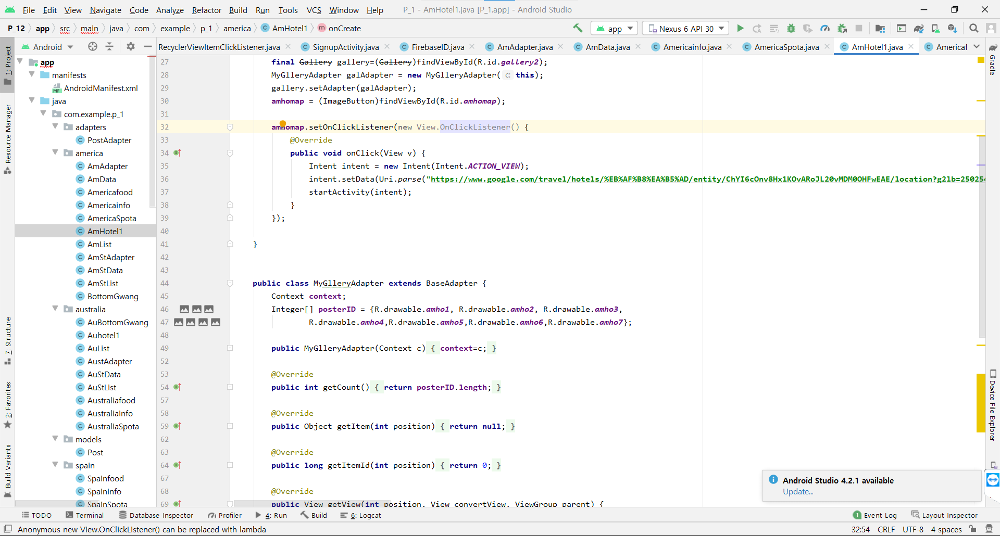 File Edit View Navigate Code Analyze Refactor Build Run Tools VCS Window Help P_1 - AmHotel1.java [P_1.app] - Android Studio
P_12 app src main java com example p_1 america AmHotel1 onCreate app Nexus 6 API 30
Android RecyclerViewItemClickListener.java SignupActivity.java FirebaseID.java AmAdapter.java AmData.java Americainfo.java AmericaSpota.java AmHotel1.java Americaf
1: Project
Resource Manager
7: Structure
2: Favorites
Build Variants
app
manifests
AndroidManifest.xml
java
com.example.p_1
adapters
PostAdapter
america
AmAdapter
AmData
Americafood
Americainfo
AmericaSpota
AmHotel1
AmList
AmStAdapter
AmStData
AmStList
BottomGwang
australia
AuBottomGwang
Auhotel1
AuList
AustAdapter
AuStData
AuStList
Australiafood
Australiainfo
AustraliaSpota
models
Post
spain
Spainfood
Spaininfo
SpainSpota
27 final Gallery gallery=(Gallery)findViewById(R.id.gallery2);
28 MyGlleryAdapter galAdapter = new MyGlleryAdapter( c: this);
29 gallery.setAdapter(galAdapter);
30 amhomap = (ImageButton)findViewById(R.id.amhomap);
31
32 amhomap.setOnClickListener(new View.OnClickListener() {
33 @Override
34 public void onClick(View v) {
35 Intent intent = new Intent(Intent.ACTION_VIEW);
36 intent.setData(Uri.parse("https://www.google.com/travel/hotels/%EB%AF%B8%EA%B5%AD/entity/ChYI6cOnv8Hx1KOvARoJL20vMDM0OHFwEAE/location?g2lb=250254
37 startActivity(intent);
38 }
39 });
40
41 }
42
43
44 public class MyGlleryAdapter extends BaseAdapter {
45 Context context;
46 Integer[] posterID = {R.drawable.amho1, R.drawable.amho2, R.drawable.amho3,
47 R.drawable.amho4,R.drawable.amho5,R.drawable.amho6,R.drawable.amho7};
48
49 public MyGlleryAdapter(Context c) { context=c; }
52
53 @Override
54 public int getCount() { return posterID.length; }
57
58 @Override
59 public Object getItem(int position) { return null; }
62
63 @Override
64 public long getItemId(int position) { return 0; }
67
68 @Override
69 public View getView(int position, View convertView, ViewGroup parent) {
Gradle
Device File Explorer
Android Studio 4.2.1 available
Update...
TODO Terminal Database Inspector Profiler 4: Run Build 6: Logcat 1 Event Log Layout Inspector
Anonymous new View.OnClickListener() can be replaced with lambda 32:54 CRLF UTF-8 4 spaces